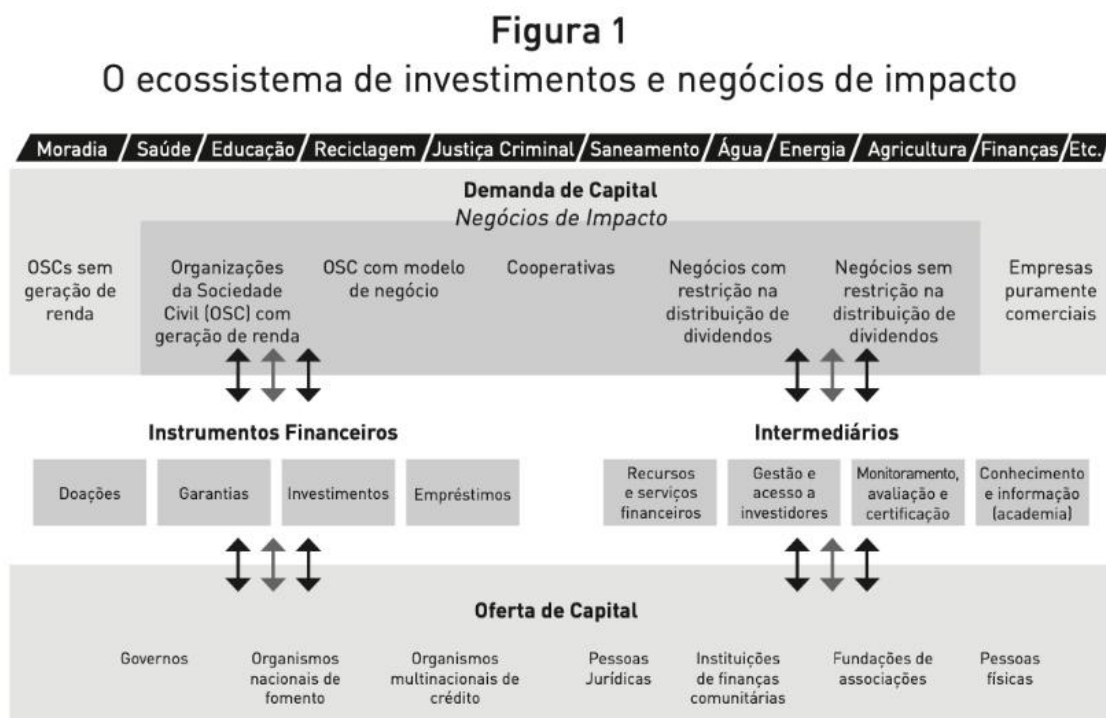 Figura 1
O ecossistema de investimentos e negócios de impacto
Moradia Saúde Educação Reciclagem Justiça Criminal Saneamento Água Energia Agricultura Finanças Etc.
Demanda de Capital
Negócios de Impacto
OSCs sem
geração de
renda
Organizações
da Sociedade
Civil (OSC) com
geração de renda
OSC com modelo
de negócio
Cooperativas
Negócios com
restrição na
distribuição de
dividendos
Negócios sem
restrição na
distribuição de
dividendos
Empresas
puramente
comerciais
Instrumentos Financeiros
Doações
Garantias
Investimentos
Empréstimos
Intermediários
Recursos
e serviços
financeiros
Gestão e
acesso a
investidores
Monitoramento,
avaliação e
certificação
Conhecimento
e informação
(academia)
Oferta de Capital
Governos
Organismos
nacionais de
fomento
Organismos
multinacionais de
crédito
Pessoas
Jurídicas
Instituições
de finanças
comunitárias
Fundações de
associações
Pessoas
físicas